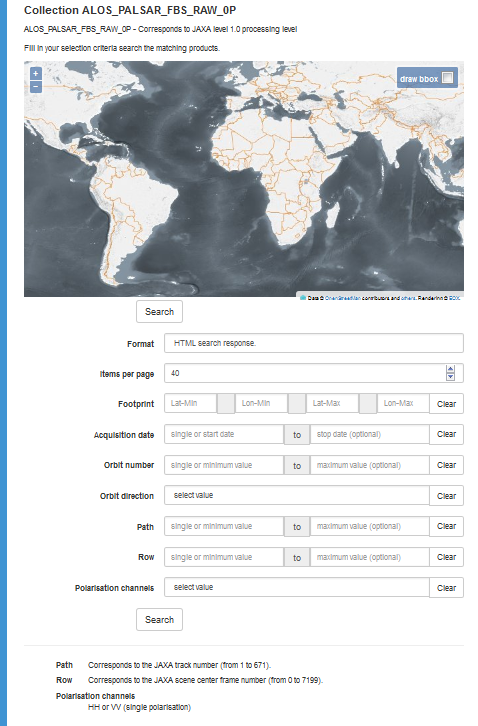 Collection ALOS_PALSAR_FBS_RAW_0P
ALOS_PALSAR_FBS_RAW_0P - Corresponds to JAXA level 1.0 processing level
Fill in your selection criteria search the matching products.
+
draw bbox
−
Data © OpenStreetMap contributors and others. Rendering © EOX.
Search
Format HTML search response.
Items per page 40
Footprint Lat-Min Lon-Min Lat-Max Lon-Max Clear
Acquisition date single or start date to stop date (optional) Clear
Orbit number single or minimum value to maximum value (optional) Clear
Orbit direction select value Clear
Path single or minimum value to maximum value (optional) Clear
Row single or minimum value to maximum value (optional) Clear
Polarisation channels select value Clear
Search
Path Corresponds to the JAXA track number (from 1 to 671).
Row Corresponds to the JAXA scene center frame number (from 0 to 7199).
Polarisation channels
HH or VV (single polarisation)